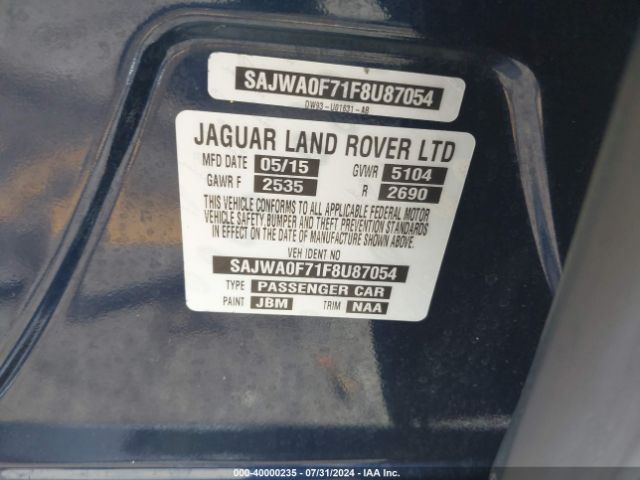 SAJWA0F71F8U87054
DW93-U01631-AB
JAGUAR LAND ROVER LTD
MFD DATE 05/15 GVWR 5104
GAWR F 2535 R 2690
THIS VEHICLE CONFORMS TO ALL APPLICABLE FEDERAL MOTOR
VEHICLE SAFETY BUMPER AND THEFT PREVENTION STANDARDS
IN EFFECT ON THE DATE OF MANUFACTURE SHOWN ABOVE.
VEH IDENT NO
SAJWA0F71F8U87054
TYPE PASSENGER CAR
PAINT JBM TRIM NAA
000-40000235 - 07/31/2024 - IAA Inc.